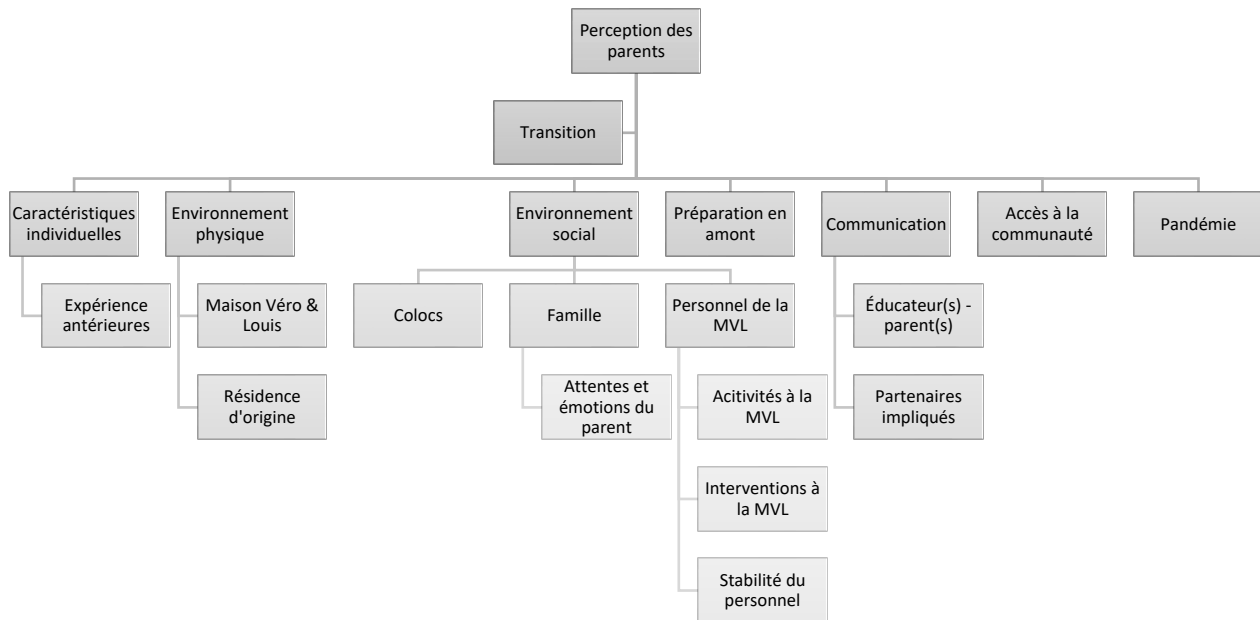 Perception des
parents
Transition
Caractéristiques
individuelles
Environnement
physique
Environnement
social
Préparation en
amont
Communication
Accès à la
communauté
Pandémie
Expérience
antérieures
Maison Véro &
Louis
Colocs
Famille
Personnel de la
MVL
Éducateur(s) -
parent(s)
Résidence
d'origine
Attentes et
émotions du
parent
Acitivités à la
MVL
Partenaires
impliqués
Interventions à
la MVL
Stabilité du
personnel